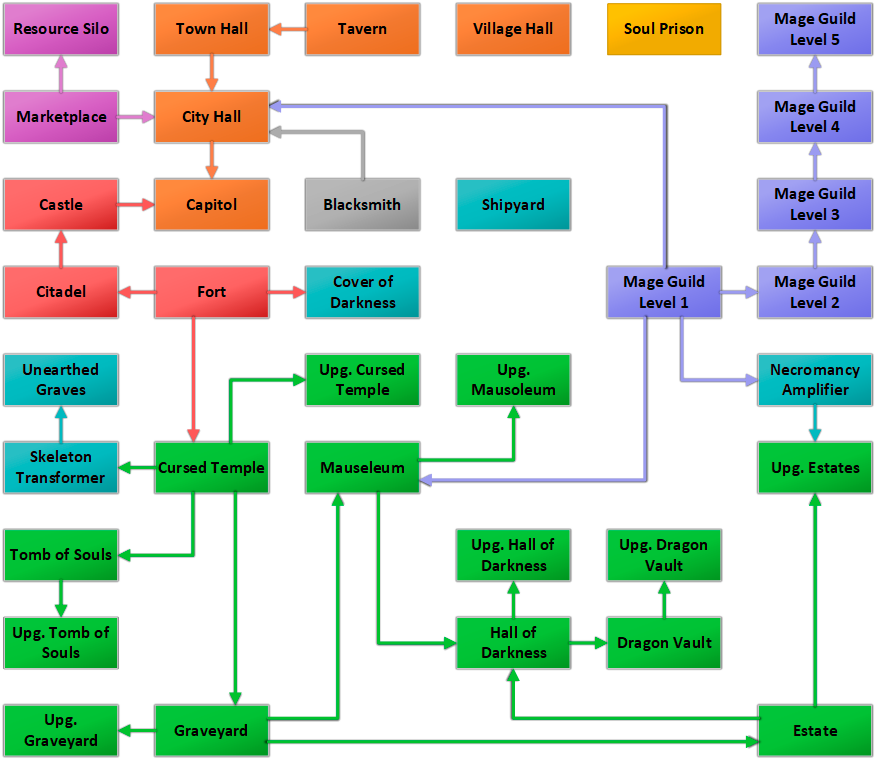 Resource Silo
Town Hall
Tavern
Village Hall
Soul Prison
Mage Guild
Level 5
Marketplace
City Hall
Mage Guild
Level 4
Castle
Capitol
Blacksmith
Shipyard
Mage Guild
Level 3
Citadel
Fort
Cover of
Darkness
Mage Guild
Level 1
Mage Guild
Level 2
Unearthed
Graves
Upg. Cursed
Temple
Upg.
Mausoleum
Necromancy
Amplifier
Skeleton
Transformer
Cursed Temple
Mauseleum
Upg. Estates
Tomb of Souls
Upg. Hall of
Darkness
Upg. Dragon
Vault
Upg. Tomb of
Souls
Hall of
Darkness
Dragon Vault
Upg.
Graveyard
Graveyard
Estate